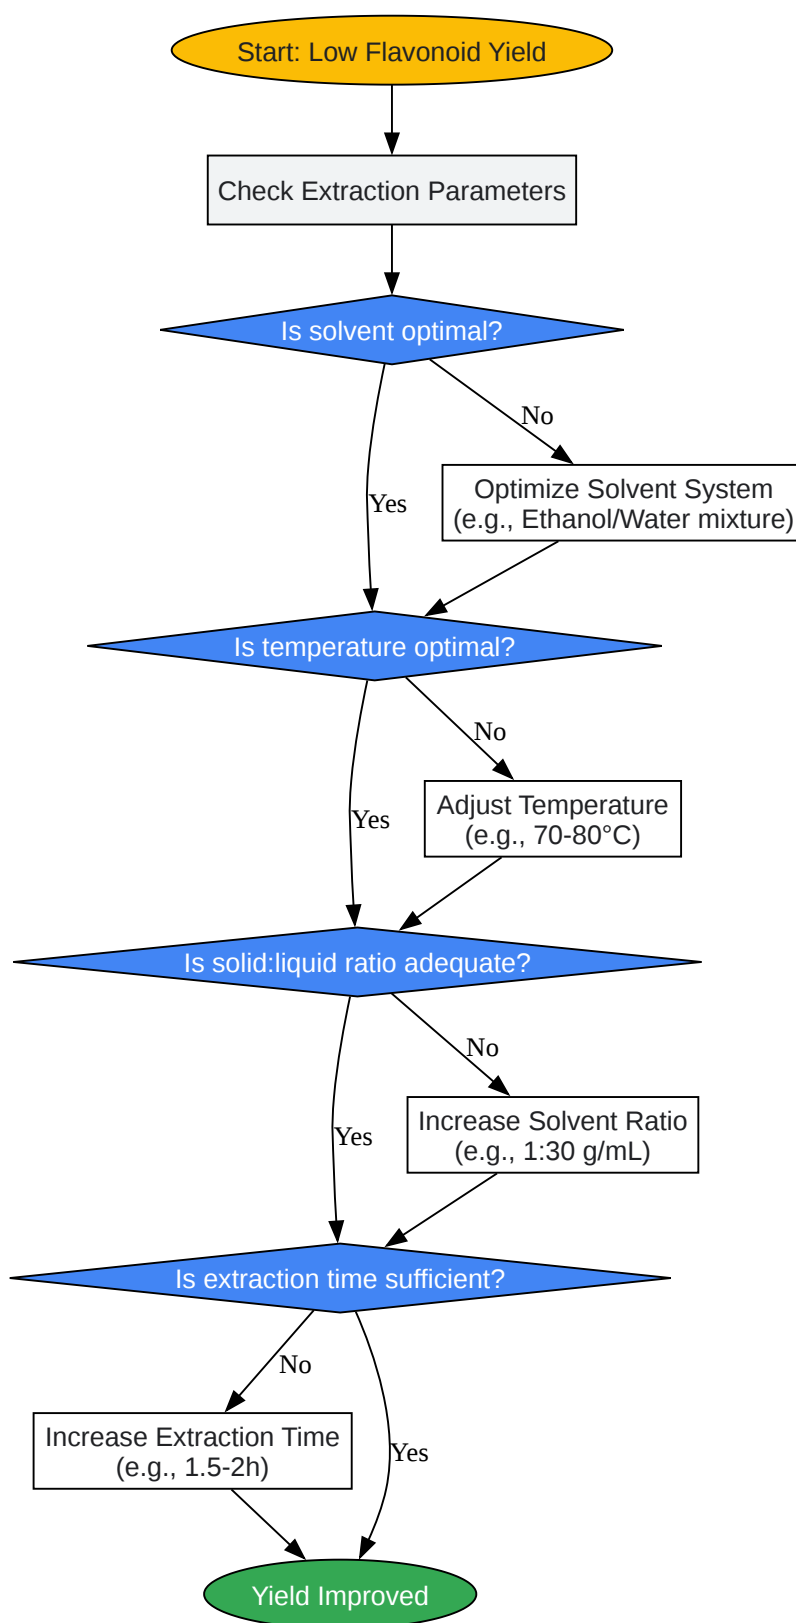 Start: Low Flavonoid Yield
Check Extraction Parameters
Is solvent optimal?
No
Optimize Solvent System
(e.g., Ethanol/Water mixture)
Yes
Is temperature optimal?
No
Adjust Temperature
(e.g., 70-80°C)
Yes
Is solid:liquid ratio adequate?
No
Increase Solvent Ratio
(e.g., 1:30 g/mL)
Yes
Is extraction time sufficient?
No
Increase Extraction Time
(e.g., 1.5-2h)
Yes
Yield Improved